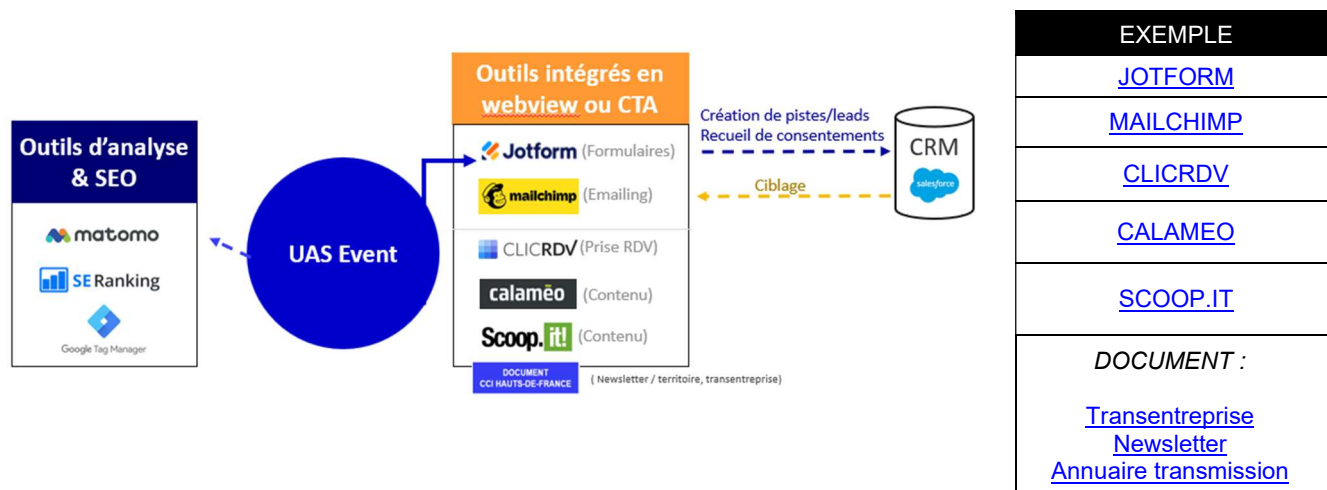 Outils d'analyse
& SEO
matomo
SE Ranking
Google Tag Manager
UAS Event
Outils intégrés en
webview ou CTA
Jotform (Formulaires)
mailchimp (Emailing)
CLICRDV (Prise RDV)
calaméo (Contenu)
Scoop.it! (Contenu)
DOCUMENT
CCI HAUTS-DE-FRANCE
( Newsletter / territoire, transentreprise)
Création de pistes/leads
Recueil de consentements
Ciblage
CRM
salesforce
EXEMPLE
JOTFORM
MAILCHIMP
CLICRDV
CALAMEO
SCOOP.IT
DOCUMENT :
Transentreprise
Newsletter
Annuaire transmission